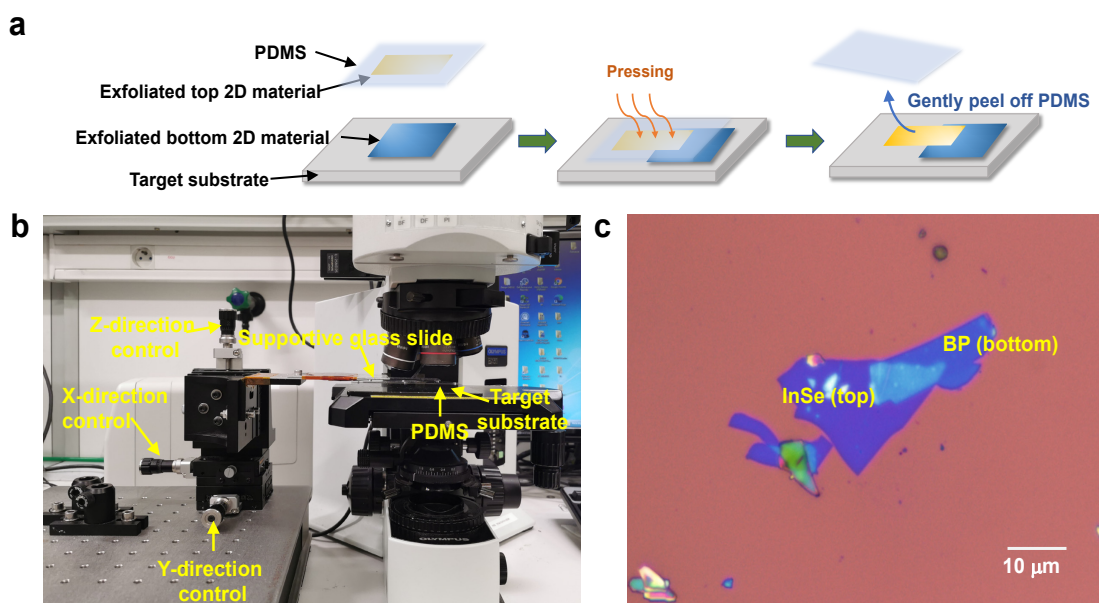 a
PDMS
Exfoliated top 2D material
Exfoliated bottom 2D material
Target substrate
Pressing
Gently peel off PDMS
b
Z-direction
control
X-direction
control
Y-direction
control
Supportive glass slide
Target
substrate
PDMS
OLYMPUS
c
BP (bottom)
InSe (top)
10 μm